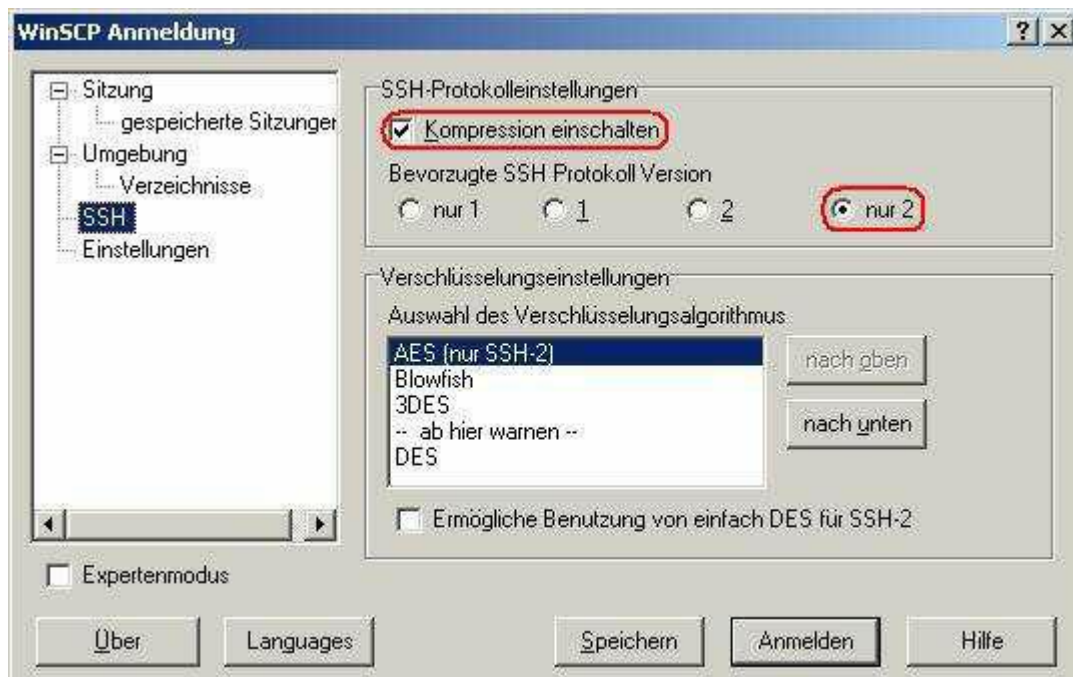 WinSCP Anmeldung
Sitzung
gespeicherte Sitzunger
Umgebung
Verzeichnisse
SSH
Einstellungen
Expertenmodus
SSH-Protokolleinstellungen
Kompression einschalten
Bevorzugte SSH Protokoll Version
nur 1 1 2 nur 2
Verschlüsselungseinstellungen
Auswahl des Verschlüsselungsalgorithmus
AES (nur SSH-2)
Blowfish
3DES
-- ab hier warnen --
DES
nach oben
nach unten
Ermögliche Benutzung von einfach DES für SSH-2
Über Languages Speichern Anmelden Hilfe